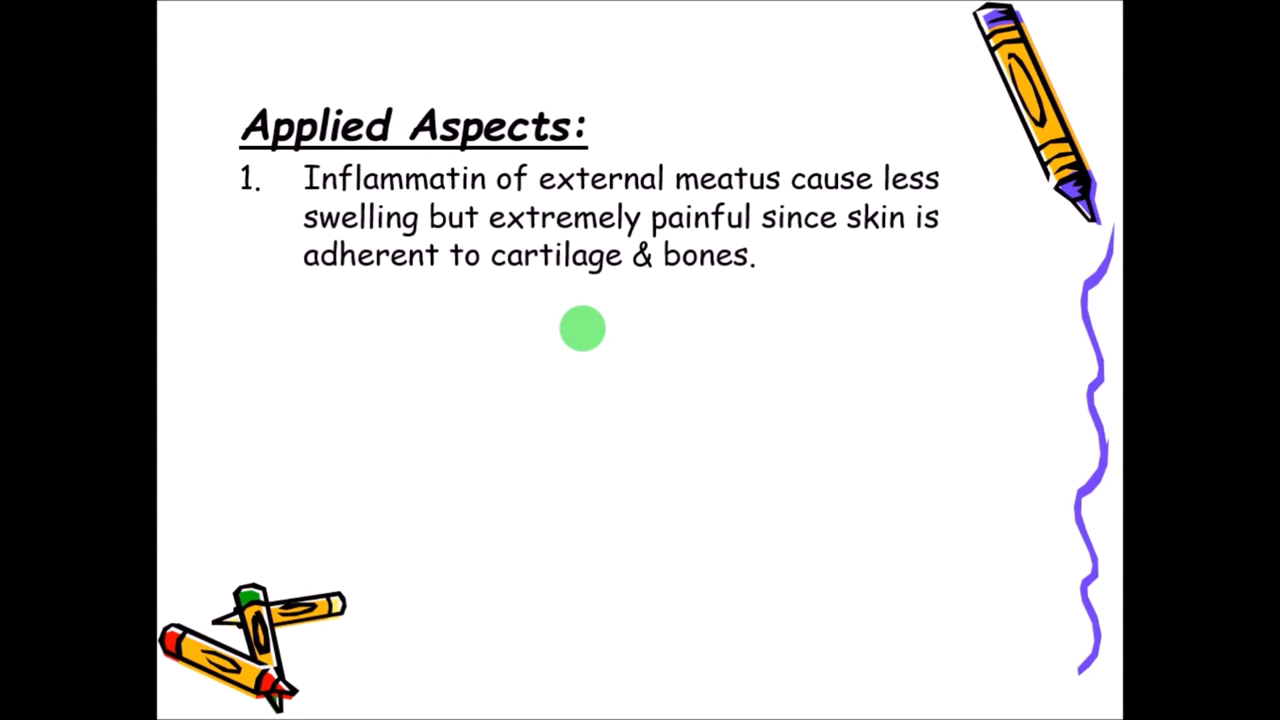 Applied Aspects:
1. Inflammatin of external meatus cause less
swelling but extremely painful since skin is
adherent to cartilage & bones.